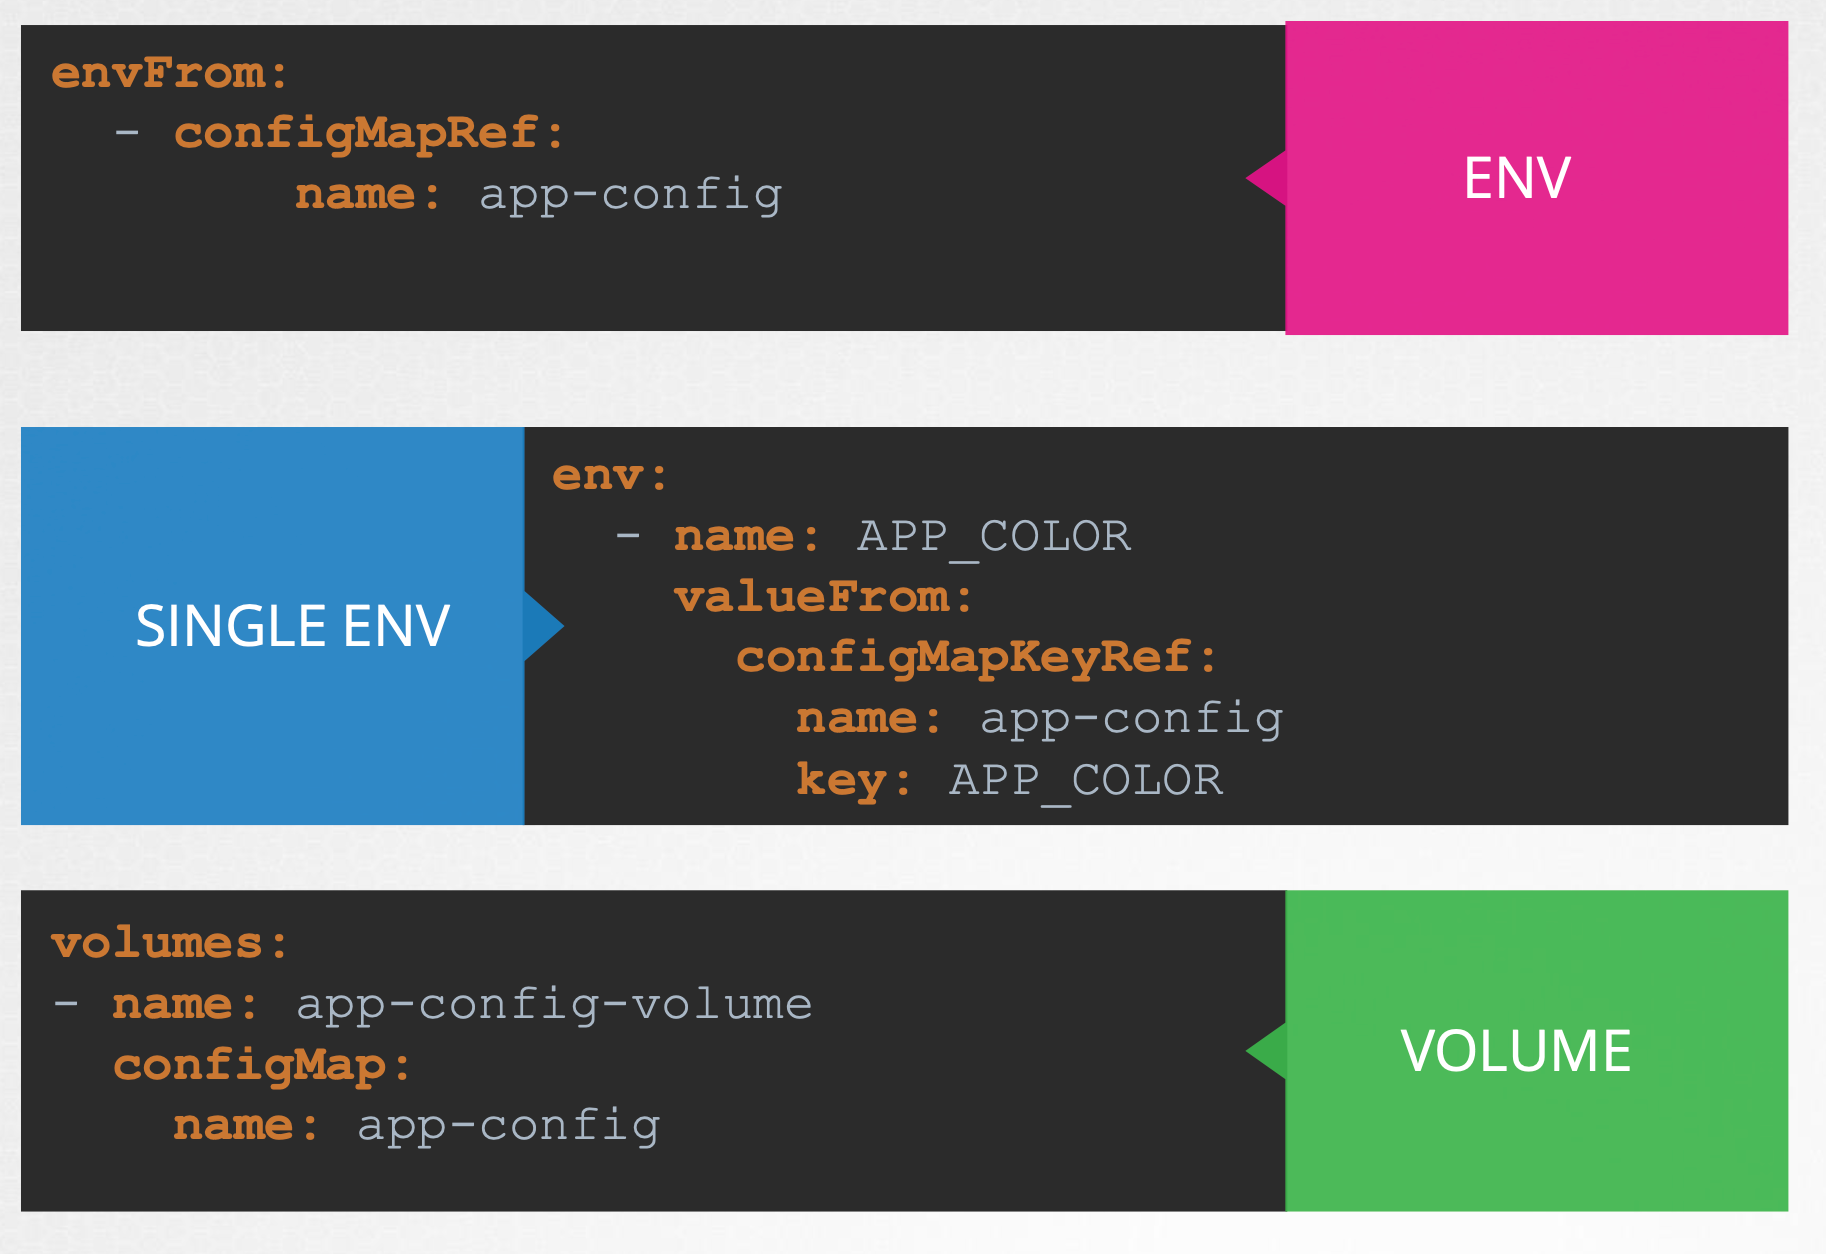 envFrom:
  - configMapRef:
        name: app-config
ENV
SINGLE ENV
env:
  - name: APP_COLOR
    valueFrom:
      configMapKeyRef:
        name: app-config
        key: APP_COLOR
volumes:
- name: app-config-volume
  configMap:
    name: app-config
VOLUME